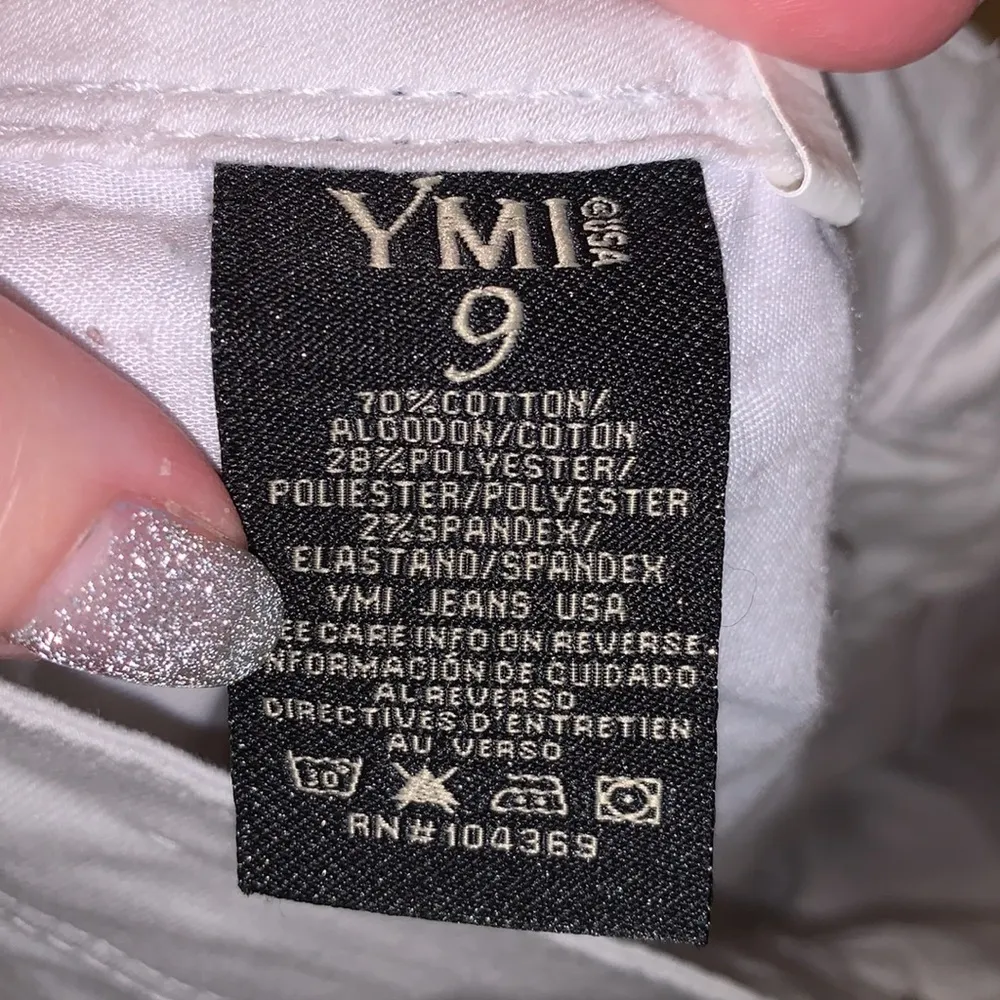 YMI ©USA
9
70%COTTON/
ALGODON/COTON
28%POLYESTER/
POLIESTER/POLYESTER
2%SPANDEX/
ELASTANO/SPANDEX
YMI JEANS USA
EE CARE INFO ON REVERSE.
NFORMACIÓN DE CUIDADO
AL REVERSO
DIRECTIVES D'ENTRETIEN
AU VERSO
30°
RN#104369